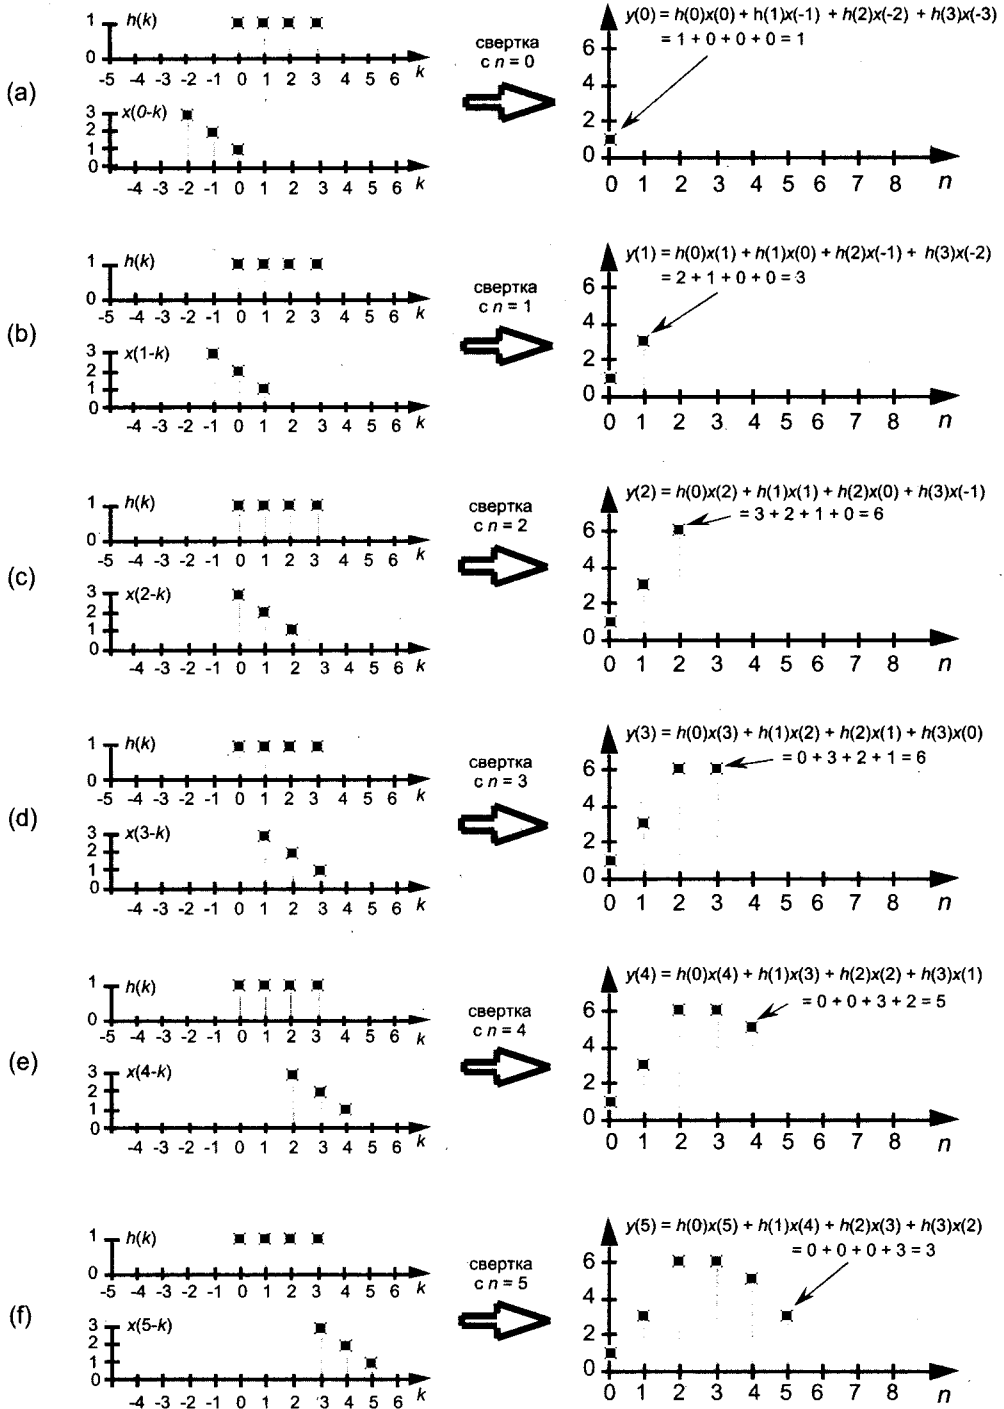 (a)
h(k)
1
0
-5 -4 -3 -2 -1 0 1 2 3 4 5 6 k
x(0-k)
3
2
1
0
-4 -3 -2 -1 0 1 2 3 4 5 6 k
свертка
с n = 0
y(0) = h(0)x(0) + h(1)x(-1) + h(2)x(-2) + h(3)x(-3)
= 1 + 0 + 0 + 0 = 1
6
4
2
0
0 1 2 3 4 5 6 7 8 n
(b)
h(k)
1
0
-5 -4 -3 -2 -1 0 1 2 3 4 5 6 k
x(1-k)
3
2
1
0
-4 -3 -2 -1 0 1 2 3 4 5 6 k
свертка
с n = 1
y(1) = h(0)x(1) + h(1)x(0) + h(2)x(-1) + h(3)x(-2)
= 2 + 1 + 0 + 0 = 3
6
4
2
0
0 1 2 3 4 5 6 7 8 n
(c)
h(k)
1
0
-5 -4 -3 -2 -1 0 1 2 3 4 5 6 k
x(2-k)
3
2
1
0
-4 -3 -2 -1 0 1 2 3 4 5 6 k
свертка
с n = 2
y(2) = h(0)x(2) + h(1)x(1) + h(2)x(0) + h(3)x(-1)
= 3 + 2 + 1 + 0 = 6
6
4
2
0
0 1 2 3 4 5 6 7 8 n
(d)
h(k)
1
0
-5 -4 -3 -2 -1 0 1 2 3 4 5 6 k
x(3-k)
3
2
1
0
-4 -3 -2 -1 0 1 2 3 4 5 6 k
свертка
с n = 3
y(3) = h(0)x(3) + h(1)x(2) + h(2)x(1) + h(3)x(0)
= 0 + 3 + 2 + 1 = 6
6
4
2
0
0 1 2 3 4 5 6 7 8 n
(e)
h(k)
1
0
-5 -4 -3 -2 -1 0 1 2 3 4 5 6 k
x(4-k)
3
2
1
0
-4 -3 -2 -1 0 1 2 3 4 5 6 k
свертка
с n = 4
y(4) = h(0)x(4) + h(1)x(3) + h(2)x(2) + h(3)x(1)
= 0 + 0 + 3 + 2 = 5
6
4
2
0
0 1 2 3 4 5 6 7 8 n
(f)
h(k)
1
0
-5 -4 -3 -2 -1 0 1 2 3 4 5 6 k
x(5-k)
3
2
1
0
-4 -3 -2 -1 0 1 2 3 4 5 6 k
свертка
с n = 5
y(5) = h(0)x(5) + h(1)x(4) + h(2)x(3) + h(3)x(2)
= 0 + 0 + 0 + 3 = 3
6
4
2
0
0 1 2 3 4 5 6 7 8 n